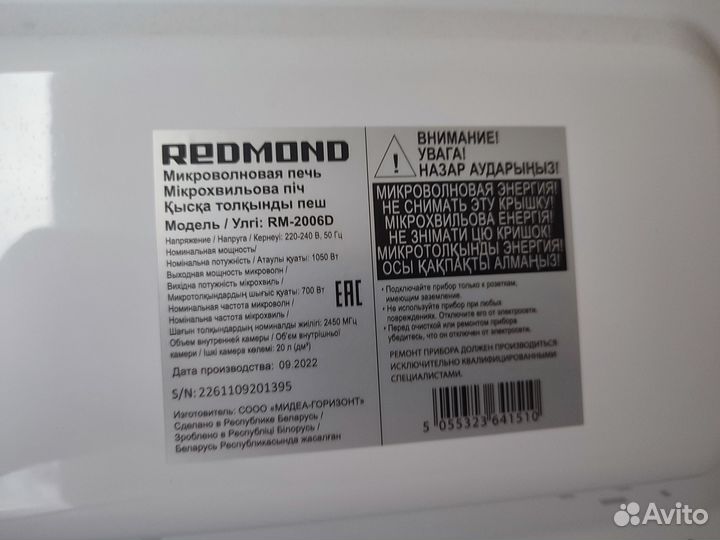 REDMOND
Микроволновая печь
Мікрохвильова піч
Қысқа толқынды пеш
Модель / Улгі: RM-2006D
Напряжение / Напруга / Кернеуі: 220-240 В, 50 Гц
Номинальная мощность/
Номінальна потужність / Аталуы қуаты: 1050 Вт
Выходная мощность микроволн /
Вихідна потужність мікрохвиль /
Микротолқындардың шығыс қуаты: 700 Вт
Номинальная частота микроволн /
Номінальна частота мікрохвиль /
Шағын толқындардың номиналды жиілігі: 2450 МГц
Объем внутренней камеры / Об'єм внутрішньої
камери / Ішкі камера көлемі: 20 л (дм³)
EAC
Дата производства: 09.2022
S/N: 2261109201395
Изготовитель: СООО «МИДЕА-ГОРИЗОНТ»
Сделано в Республике Беларусь/
Зроблено в Республіці Білорусь/
Беларусь Республикасында жасалған
ВНИМАНИЕ!
УВАГА!
НАЗАР АУДАРЫҢЫЗ!
МИКРОВОЛНОВАЯ ЭНЕРГИЯ!
НЕ СНИМАТЬ ЭТУ КРЫШКУ!
МІКРОХВИЛЬОВА ЕНЕРГІЯ!
НЕ ЗНІМАТИ ЦЮ КРИШОК!
МИКРОТОЛҚЫНДЫ ЭНЕРГИЯ!
ОСЫ ҚАҚПАҚТЫ АЛМАҢЫЗ!
• Подключайте прибор только к розеткам,
имеющим заземление.
• Не используйте прибор при любых
повреждениях. Отключите его от электросети.
• Перед очисткой или ремонтом прибора
убедитесь, что он отключен от электросети.
РЕМОНТ ПРИБОРА ДОЛЖЕН ПРОИЗВОДИТЬСЯ
ИСКЛЮЧИТЕЛЬНО КВАЛИФИЦИРОВАННЫМИ
СПЕЦИАЛИСТАМИ.
5 055323 641510
Avito